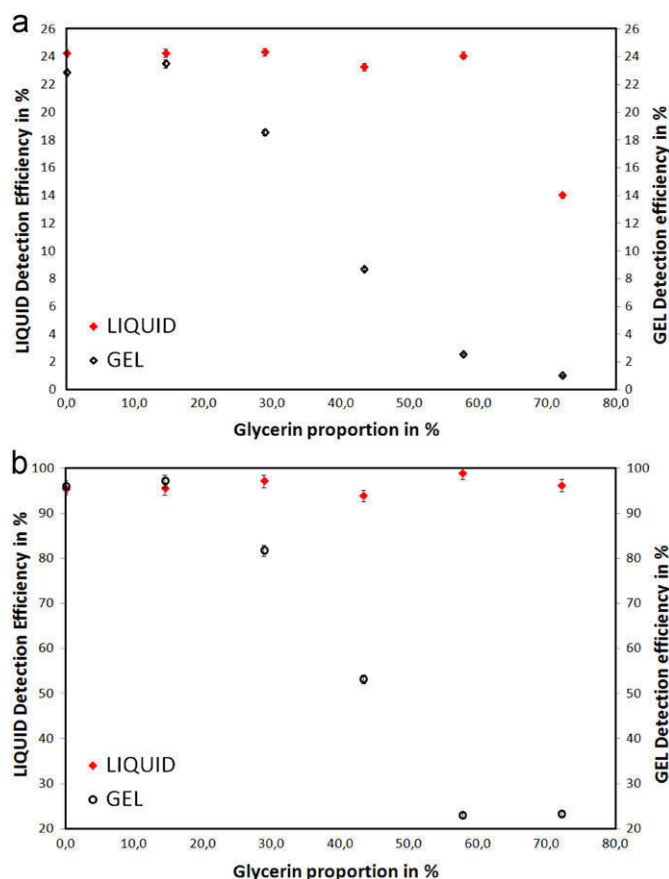 a
26 26
24 24
22 22
20 20
18 18
16 16
14 14
12 12
10 10
8 8
6 6
4 4
2 2
0 0
LIQUID Detection Efficiency in %
GEL Detection efficiency in %
LIQUID
GEL
0,0 10,0 20,0 30,0 40,0 50,0 60,0 70,0 80,0
Glycerin proportion in %
b
100 100
90 90
80 80
70 70
60 60
50 50
40 40
30 30
20 20
LIQUID Detection Efficiency in %
GEL Detection efficiency in %
LIQUID
GEL
0,0 10,0 20,0 30,0 40,0 50,0 60,0 70,0 80,0
Glycerin proportion in %